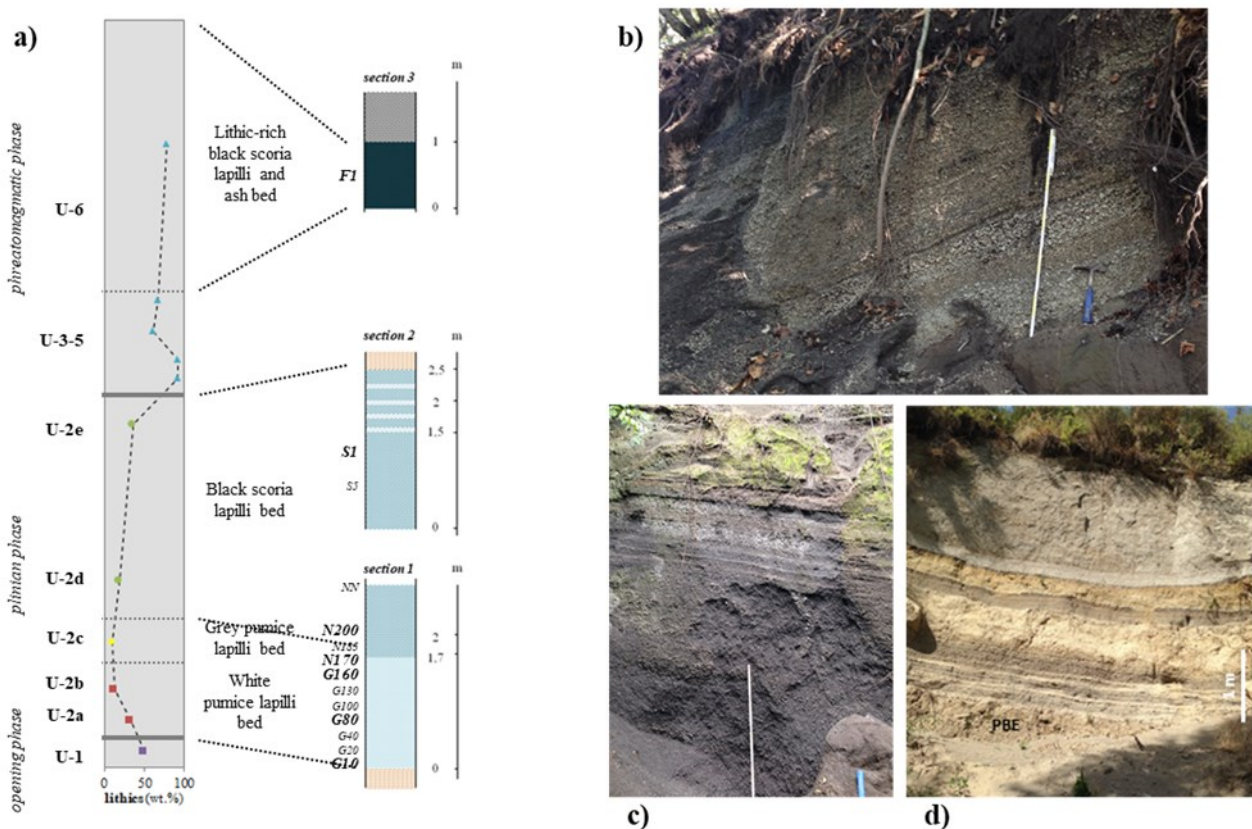 a)
phreatomagmatic phase
plinian phase
opening phase
U-6
U-3-5
U-2e
U-2d
U-2c
U-2b
U-2a
U-1
0 50 100
lithics (wt.%)
Lithic-rich
black scoria
lapilli and
ash bed
Black scoria
lapilli bed
Grey pumice
lapilli bed
White
pumice lapilli
bed
section 3
m
1
F1
0
section 2
m
2.5
2
1.5
S1
S5
0
section 1
m
NN
N200
2
N185
N170
1.7
G160
G130
G100
G80
G40
G20
G10
0
b)
c)
PBE
1 m
d)